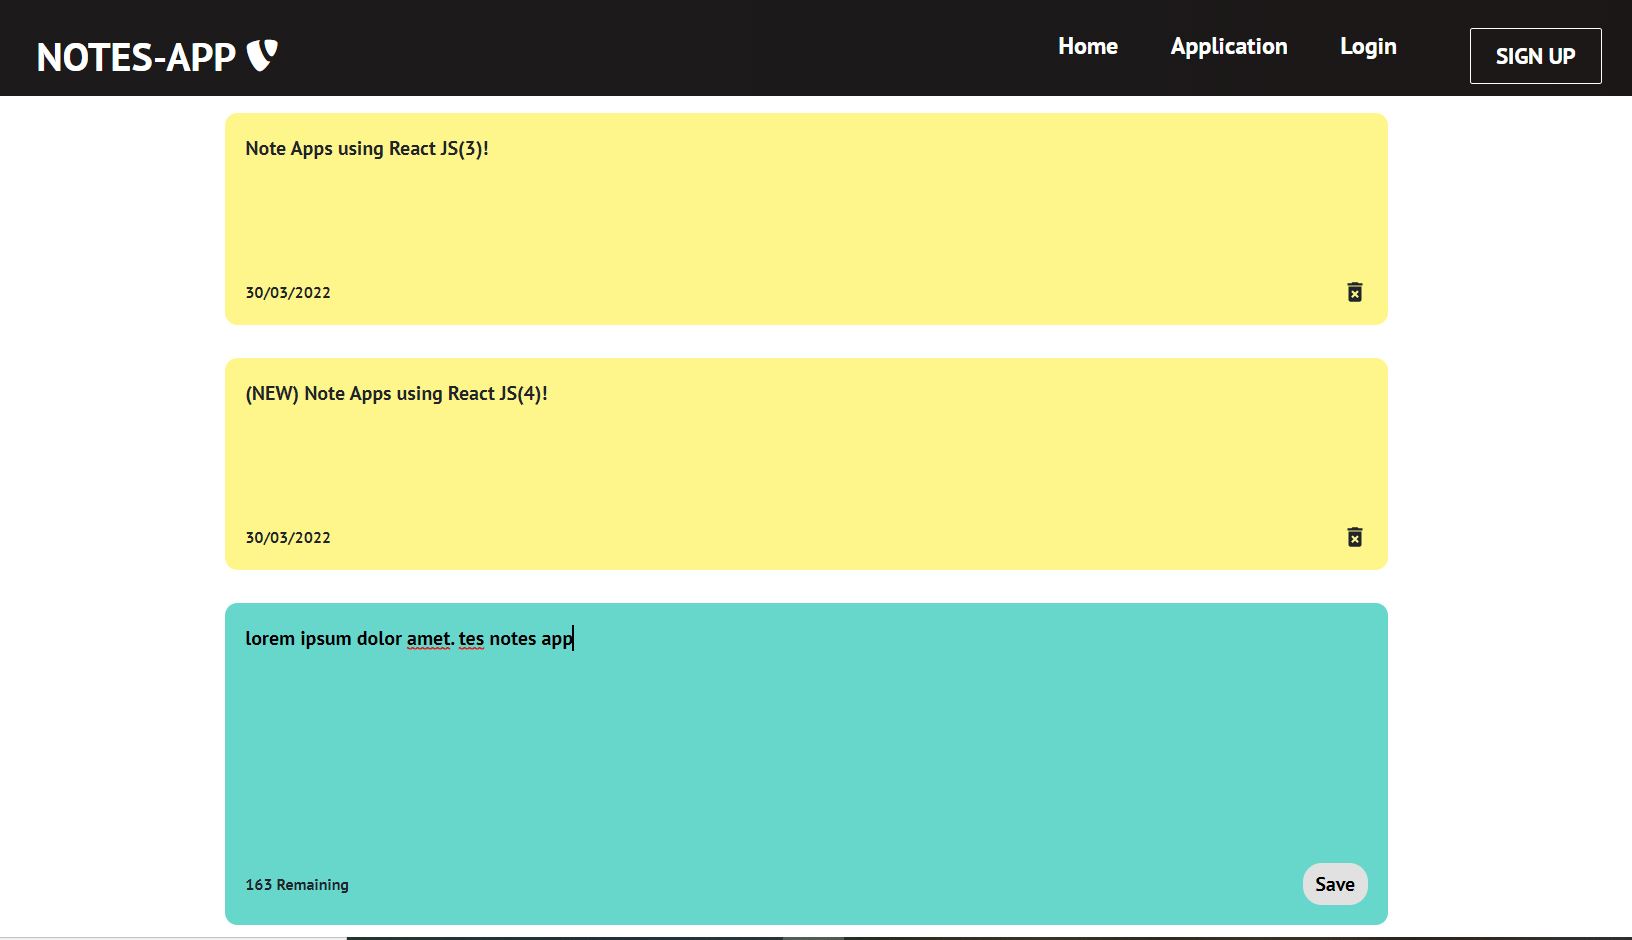 NOTES-APP
Home
Application
Login
SIGN UP
Note Apps using React JS(3)!
30/03/2022
(NEW) Note Apps using React JS(4)!
30/03/2022
lorem ipsum dolor amet. tes notes app
163 Remaining
Save